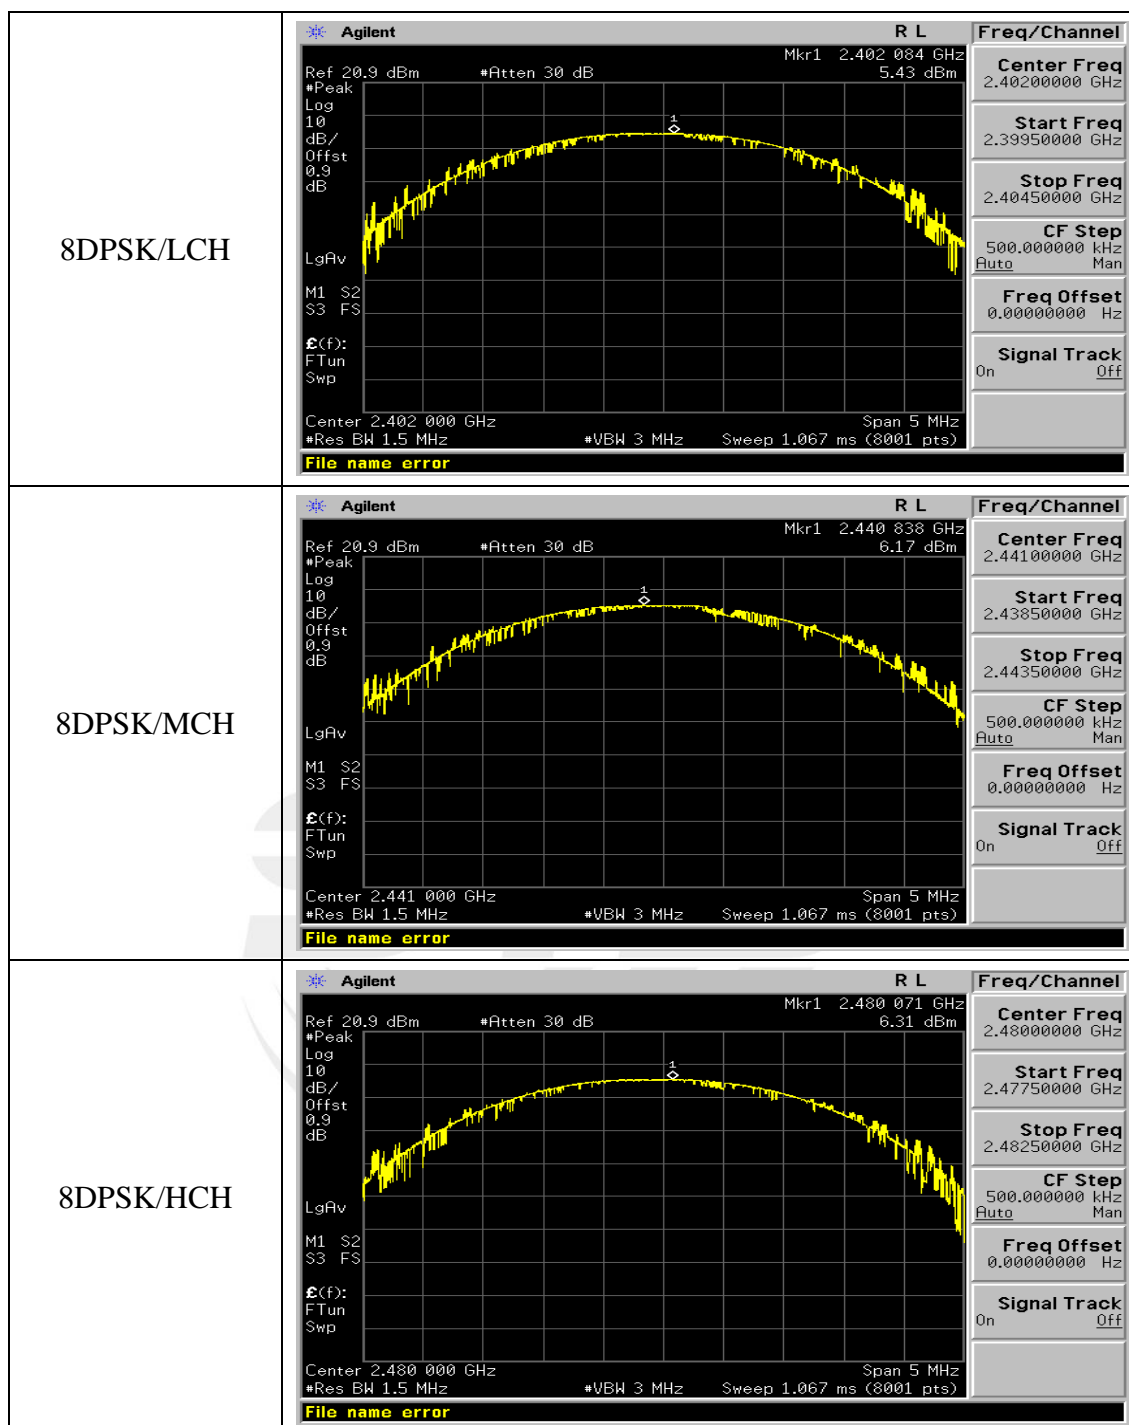 8DPSK/LCH
Agilent R L
Mkr1 2.402 084 GHz
Ref 20.9 dBm #Atten 30 dB 5.43 dBm
#Peak
Log
10
dB/
Offst
0.9
dB
1
LgAv
M1 S2
S3 FS
£(f):
FTun
Swp
Center 2.402 000 GHz Span 5 MHz
#Res BW 1.5 MHz #VBW 3 MHz Sweep 1.067 ms (8001 pts)
File name error
Freq/Channel
Center Freq
2.40200000 GHz
Start Freq
2.39950000 GHz
Stop Freq
2.40450000 GHz
CF Step
500.000000 kHz
Auto Man
Freq Offset
0.00000000 Hz
Signal Track
On Off
8DPSK/MCH
Agilent R L
Mkr1 2.440 838 GHz
Ref 20.9 dBm #Atten 30 dB 6.17 dBm
#Peak
Log
10
dB/
Offst
0.9
dB
1
LgAv
M1 S2
S3 FS
£(f):
FTun
Swp
Center 2.441 000 GHz Span 5 MHz
#Res BW 1.5 MHz #VBW 3 MHz Sweep 1.067 ms (8001 pts)
File name error
Freq/Channel
Center Freq
2.44100000 GHz
Start Freq
2.43850000 GHz
Stop Freq
2.44350000 GHz
CF Step
500.000000 kHz
Auto Man
Freq Offset
0.00000000 Hz
Signal Track
On Off
8DPSK/HCH
Agilent R L
Mkr1 2.480 071 GHz
Ref 20.9 dBm #Atten 30 dB 6.31 dBm
#Peak
Log
10
dB/
Offst
0.9
dB
1
LgAv
M1 S2
S3 FS
£(f):
FTun
Swp
Center 2.480 000 GHz Span 5 MHz
#Res BW 1.5 MHz #VBW 3 MHz Sweep 1.067 ms (8001 pts)
File name error
Freq/Channel
Center Freq
2.48000000 GHz
Start Freq
2.47750000 GHz
Stop Freq
2.48250000 GHz
CF Step
500.000000 kHz
Auto Man
Freq Offset
0.00000000 Hz
Signal Track
On Off